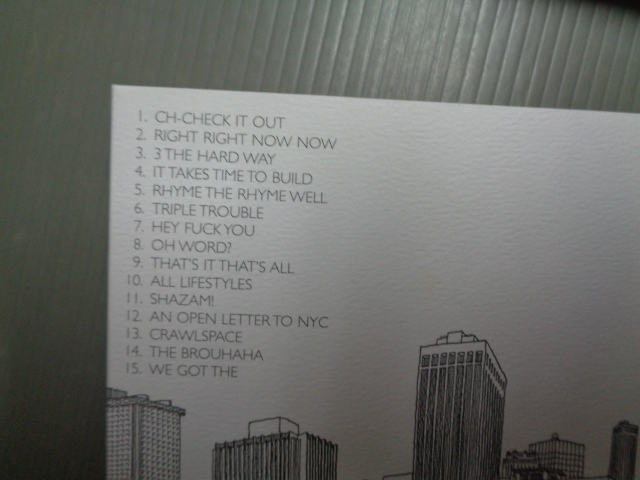 1. CH-CHECK IT OUT
2. RIGHT RIGHT NOW NOW
3. 3 THE HARD WAY
4. IT TAKES TIME TO BUILD
5. RHYME THE RHYME WELL
6. TRIPLE TROUBLE
7. HEY FUCK YOU
8. OH WORD?
9. THAT'S IT THAT'S ALL
10. ALL LIFESTYLES
11. SHAZAM!
12. AN OPEN LETTER TO NYC
13. CRAWLSPACE
14. THE BROUHAHA
15. WE GOT THE